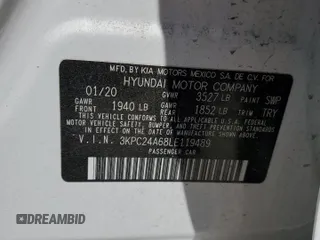 MFD. BY KIA MOTORS MEXICO S.A. DE C.V. FOR
HYUNDAI MOTOR COMPANY
01/20 GVWR 3527 LB PAINT SWP
GAWR FRONT 1940 LB GAWR REAR 1852 LB TRIM TRY
THIS VEHICLE CONFORMS TO ALL APPLICABLE
FEDERAL MOTOR VEHICLE SAFETY,
BUMPER, AND THEFT PREVENTION
STANDARDS IN EFFECT ON THE DATE
OF MANUFACTURE SHOWN ABOVE.
V.I.N. 3KPC24A68LE119489
PASSENGER CAR
DREAMBID